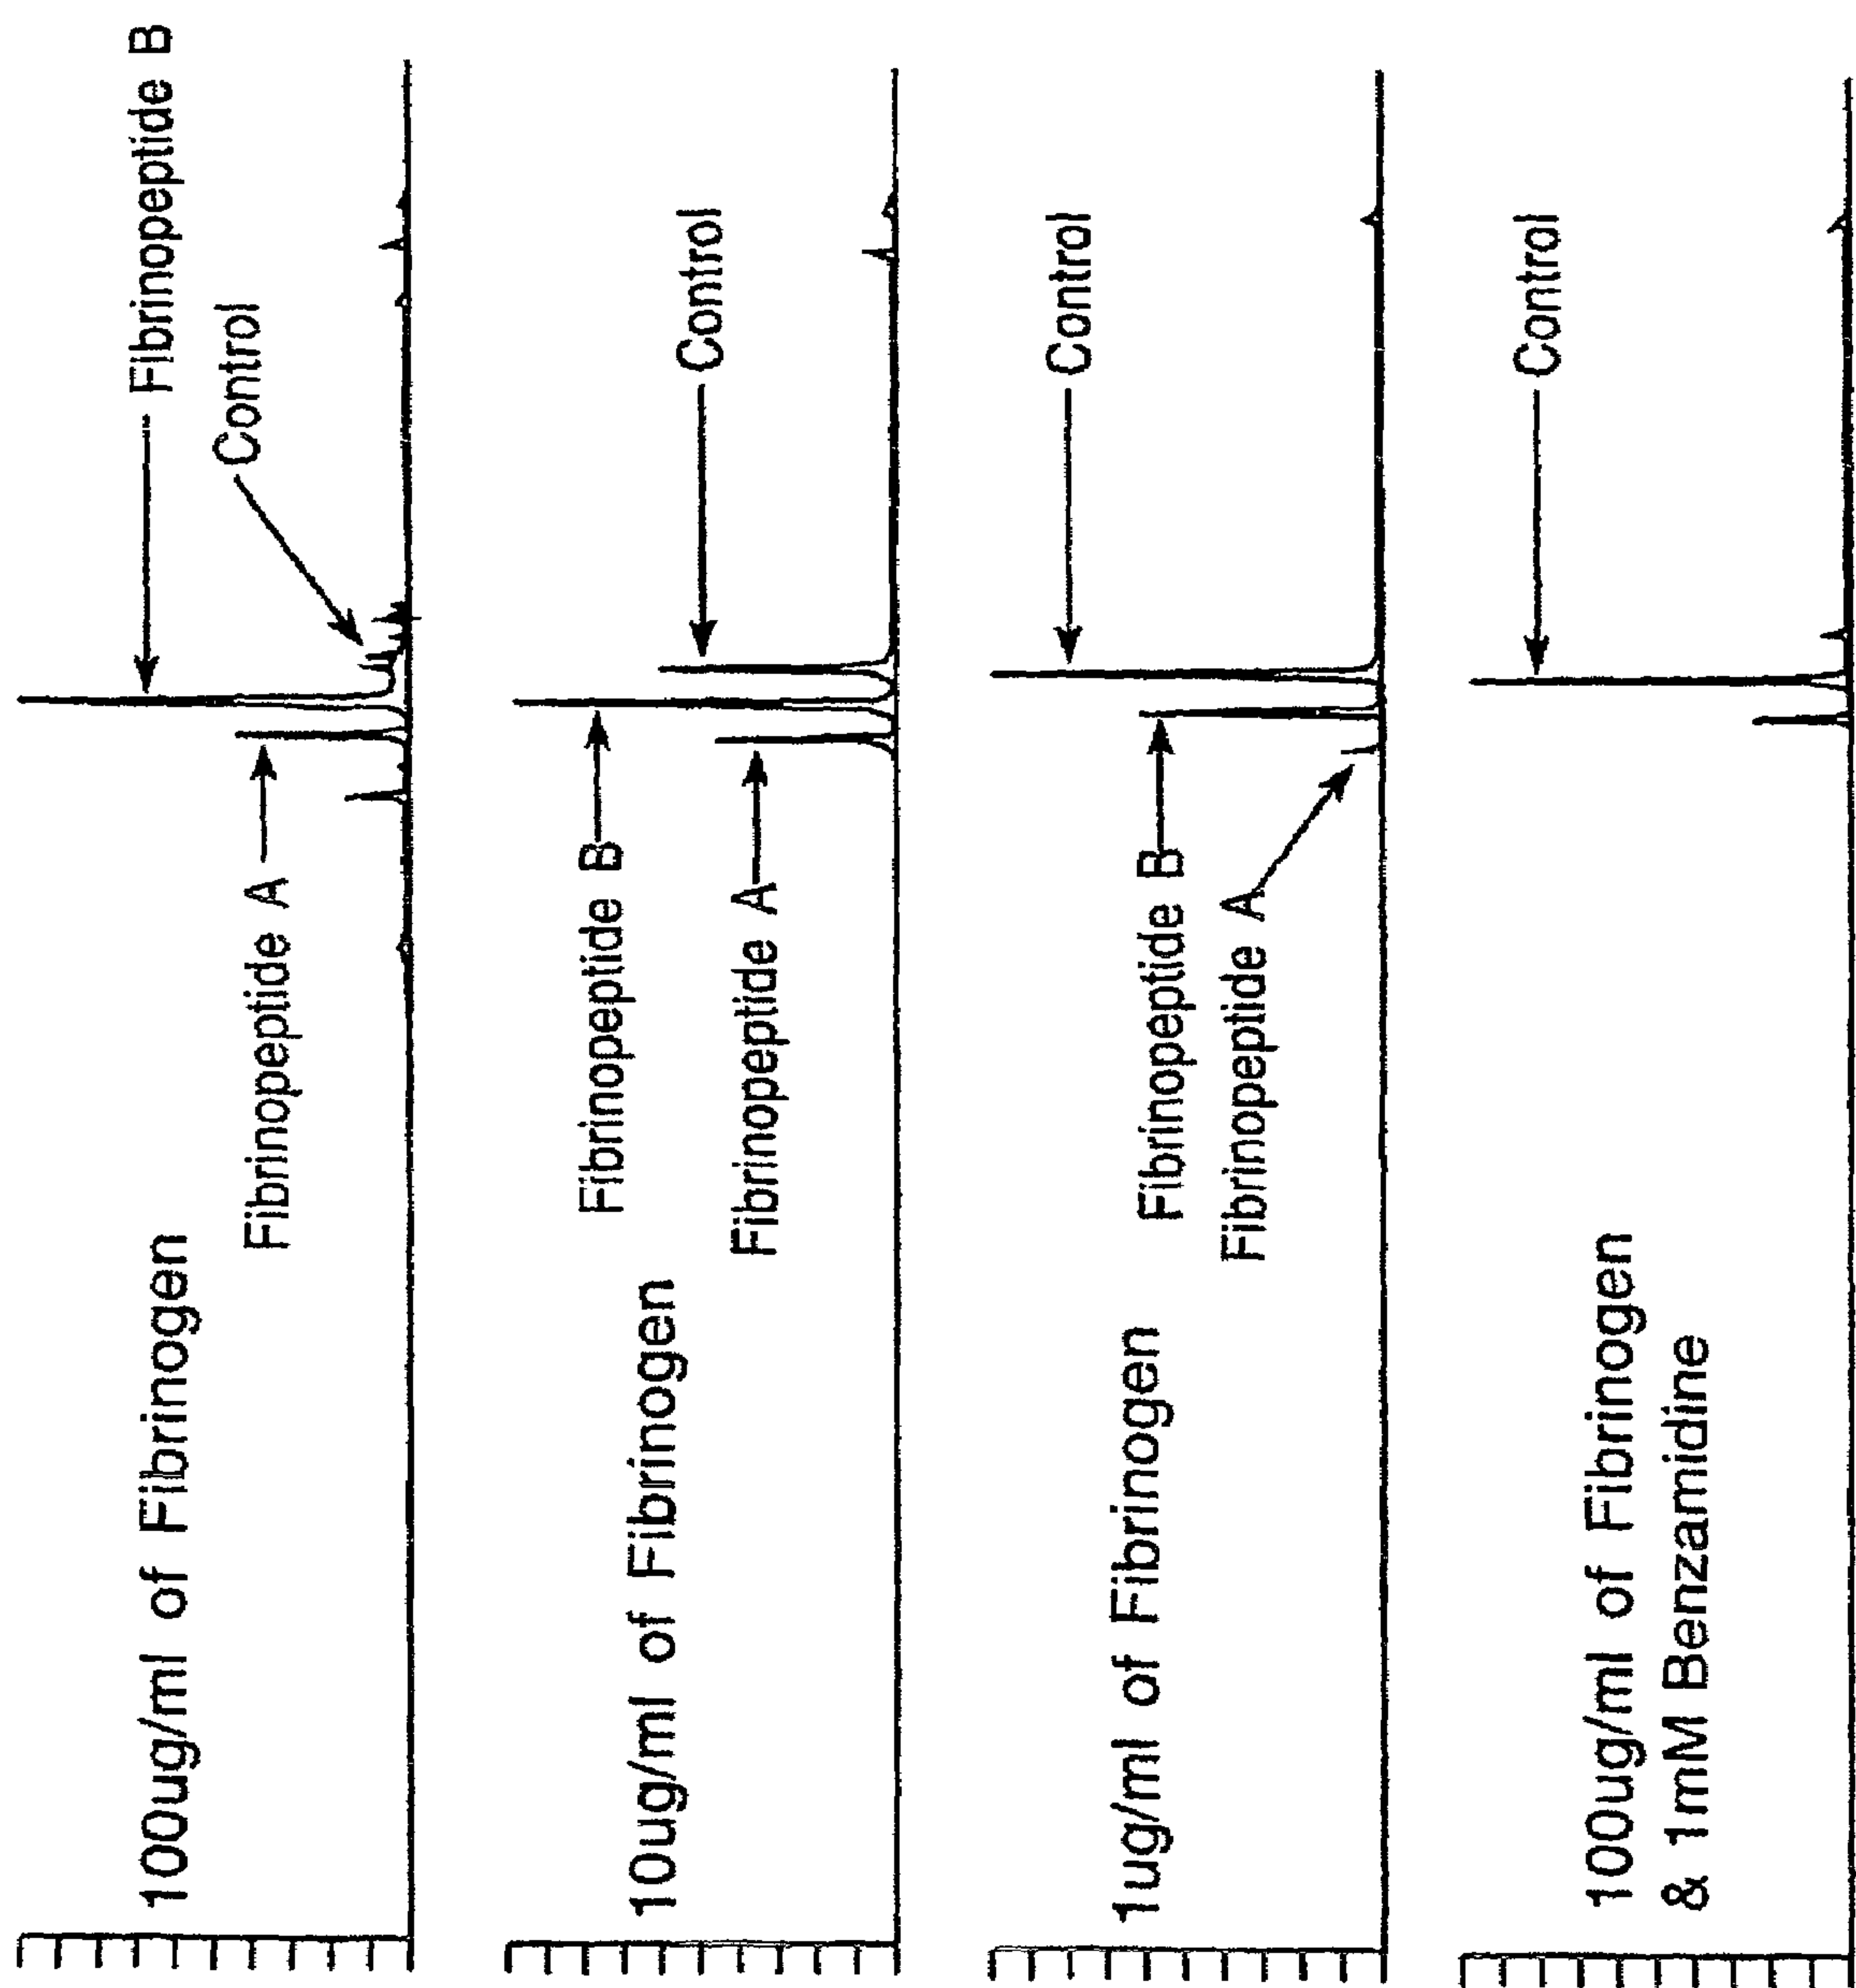 100ug/ml of Fibrinogen
Fibrinopeptide A
Fibrinopeptide B
Control
10ug/ml of Fibrinogen
Fibrinopeptide B
Fibrinopeptide A
Control
1ug/ml of Fibrinogen
Fibrinopeptide B
Fibrinopeptide A
Control
100ug/ml of Fibrinogen
& 1mM Benzamidine
Control